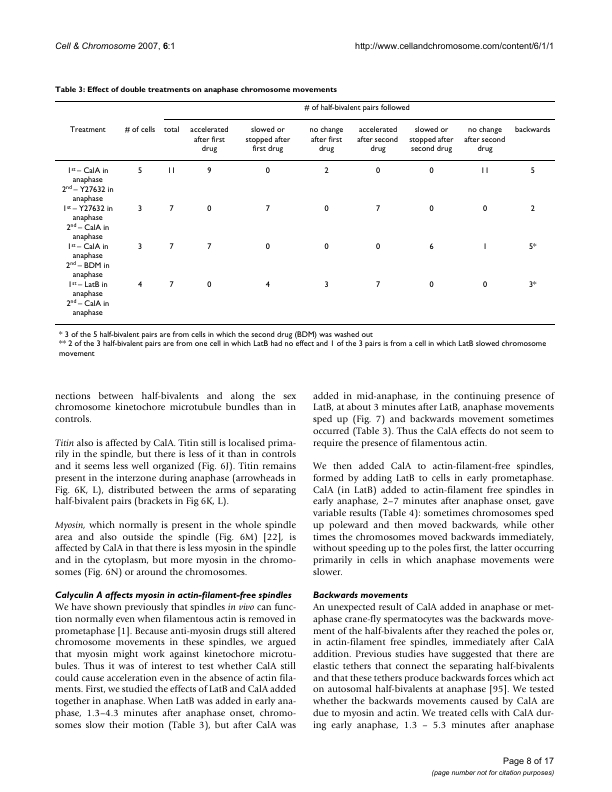 Cell & Chromosome 2007, 6:1
http://www.cellandchromosome.com/content/6/1/1
Table 3: Effect of double treatments on anaphase chromosome movements
# of half-bivalent pairs followed
Treatment # of cells total accelerated after first drug slowed or stopped after first drug no change after first drug accelerated after second drug slowed or stopped after second drug no change after second drug backwards
1st – CalA in anaphase 5 11 9 0 2 0 0 11 5
2nd – Y27632 in anaphase
1st – Y27632 in anaphase 3 7 0 7 0 7 0 0 2
2nd – CalA in anaphase
1st – CalA in anaphase 3 7 7 0 0 0 6 1 5*
2nd – BDM in anaphase
1st – LatB in anaphase 4 7 0 4 3 7 0 0 3*
2nd – CalA in anaphase
* 3 of the 5 half-bivalent pairs are from cells in which the second drug (BDM) was washed out
** 2 of the 3 half-bivalent pairs are from one cell in which LatB had no effect and 1 of the 3 pairs is from a cell in which LatB slowed chromosome
movement
nections between half-bivalents and along the sex
chromosome kinetochore microtubule bundles than in
controls.
Titin also is affected by CalA. Titin still is localised prima-
rily in the spindle, but there is less of it than in controls
and it seems less well organized (Fig. 6J). Titin remains
present in the interzone during anaphase (arrowheads in
Fig. 6K, L), distributed between the arms of separating
half-bivalent pairs (brackets in Fig 6K, L).
Myosin, which normally is present in the whole spindle
area and also outside the spindle (Fig. 6M) [22], is
affected by CalA in that there is less myosin in the spindle
and in the cytoplasm, but more myosin in the chromo-
somes (Fig. 6N) or around the chromosomes.
Calyculin A affects myosin in actin-filament-free spindles
We have shown previously that spindles in vivo can func-
tion normally even when filamentous actin is removed in
prometaphase [1]. Because anti-myosin drugs still altered
chromosome movements in these spindles, we argued
that myosin might work against kinetochore microtu-
bules. Thus it was of interest to test whether CalA still
could cause acceleration even in the absence of actin fila-
ments. First, we studied the effects of LatB and CalA added
together in anaphase. When LatB was added in early ana-
phase, 1.3–4.3 minutes after anaphase onset, chromo-
somes slow their motion (Table 3), but after CalA was
added in mid-anaphase, in the continuing presence of
LatB, at about 3 minutes after LatB, anaphase movements
sped up (Fig. 7) and backwards movement sometimes
occurred (Table 3). Thus the CalA effects do not seem to
require the presence of filamentous actin.
We then added CalA to actin-filament-free spindles,
formed by adding LatB to cells in early prometaphase.
CalA (in LatB) added to actin-filament free spindles in
early anaphase, 2–7 minutes after anaphase onset, gave
variable results (Table 4): sometimes chromosomes sped
up poleward and then moved backwards, while other
times the chromosomes moved backwards immediately,
without speeding up to the poles first, the latter occurring
primarily in cells in which anaphase movements were
slower.
Backwards movements
An unexpected result of CalA added in anaphase or met-
aphase crane-fly spermatocytes was the backwards move-
ment of the half-bivalents after they reached the poles or,
in actin-filament free spindles, immediately after CalA
addition. Previous studies have suggested that there are
elastic tethers that connect the separating half-bivalents
and that these tethers produce backwards forces which act
on autosomal half-bivalents at anaphase [95]. We tested
whether the backwards movements caused by CalA are
due to myosin and actin. We treated cells with CalA dur-
ing early anaphase, 1.3 – 5.3 minutes after anaphase
Page 8 of 17
(page number not for citation purposes)